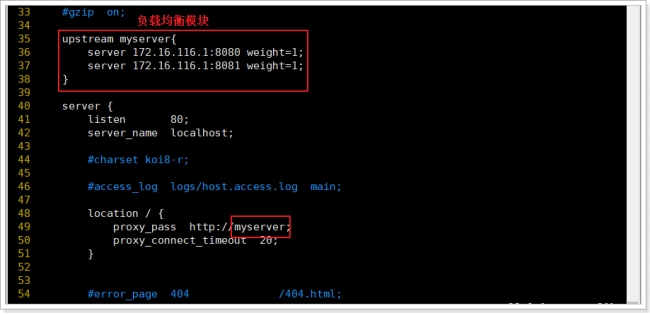 33 #gzip on;
34 负载均衡模块
35 upstream myserver{
36 server 172.16.116.1:8080 weight=1;
37 server 172.16.116.1:8081 weight=1;
38 }
39
40 server {
41 listen 80;
42 server_name localhost;
43
44 #charset koi8-r;
45
46 #access_log logs/host.access.log main;
47
48 location / {
49 proxy_pass http://myserver;
50 proxy_connect_timeout 20;
51 }
52
53
54 #error_page 404 /404.html;